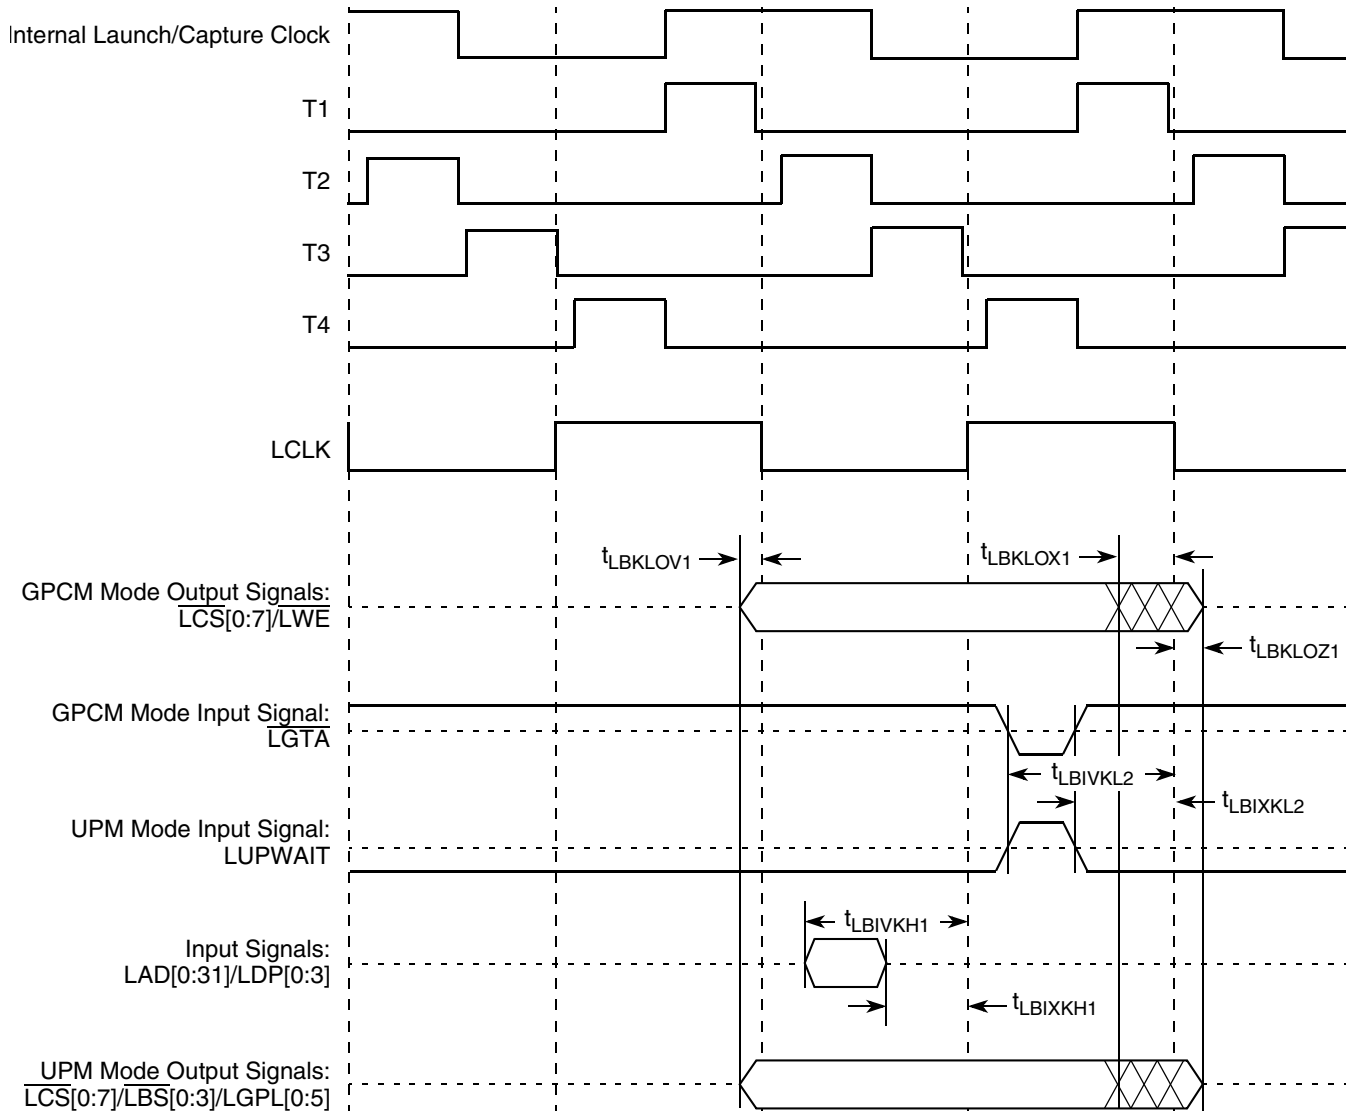 Internal Launch/Capture Clock
T1
T2
T3
T4
LCLK
tLBKLOV1
tLBKLOX1
GPCM Mode Output Signals:
LCS[0:7]/LWE
tLBKLOZ1
GPCM Mode Input Signal:
LGTA
tLBIVKL2
tLBIXKL2
UPM Mode Input Signal:
LUPWAIT
tLBIVKH1
Input Signals:
LAD[0:31]/LDP[0:3]
tLBIXKH1
UPM Mode Output Signals:
LCS[0:7]/LBS[0:3]/LGPL[0:5]